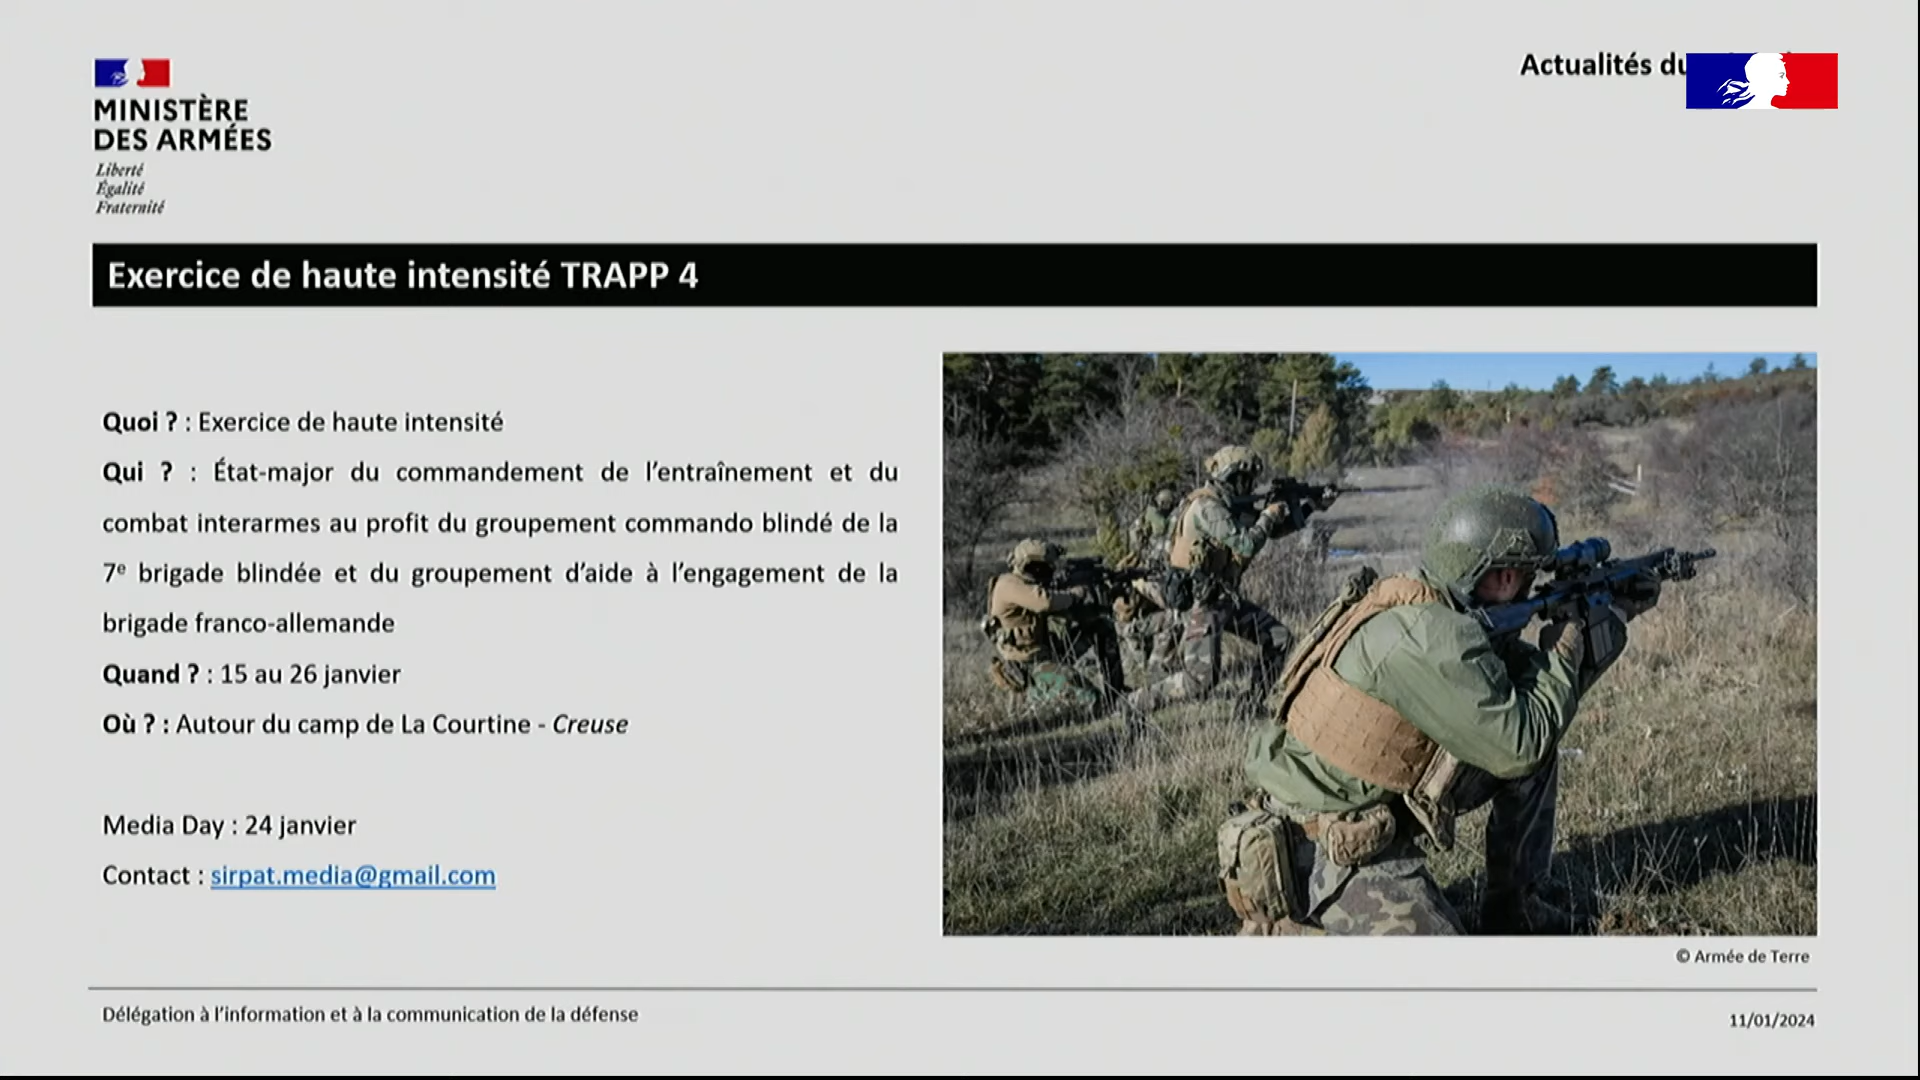 MINISTÈRE
DES ARMÉES
Liberté
Égalité
Fraternité
Actualités du
Exercice de haute intensité TRAPP 4
Quoi ? : Exercice de haute intensité
Qui ? : État-major du commandement de l’entraînement et du
combat interarmes au profit du groupement commando blindé de la
7ᵉ brigade blindée et du groupement d’aide à l’engagement de la
brigade franco-allemande
Quand ? : 15 au 26 janvier
Où ? : Autour du camp de La Courtine - Creuse
Media Day : 24 janvier
Contact : sirpat.media@gmail.com
© Armée de Terre
Délégation à l’information et à la communication de la défense
11/01/2024